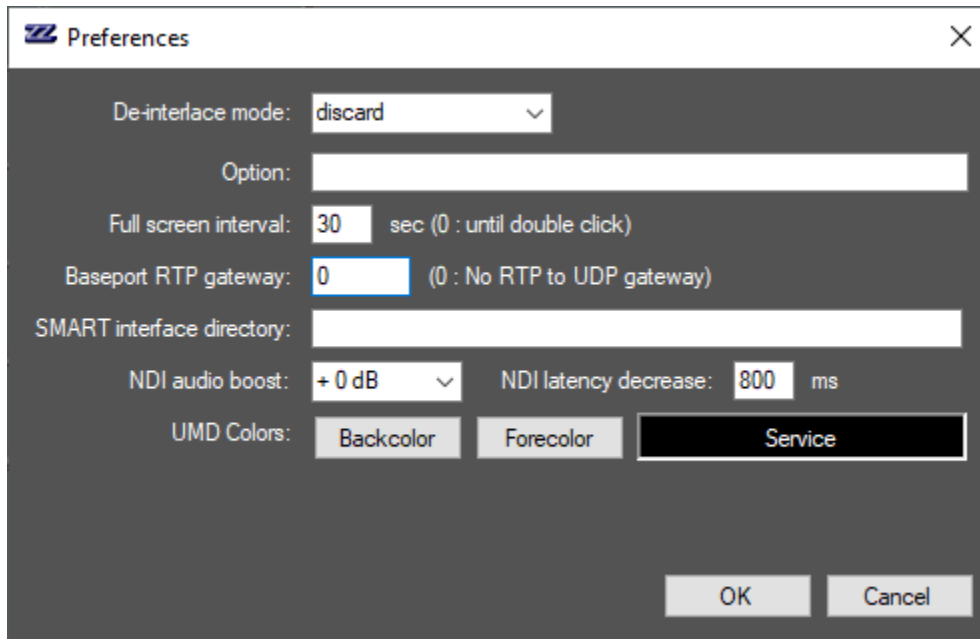 Preferences
De-interlace mode: discard
Option:
Full screen interval: 30 sec (0 : until double click)
Baseport RTP gateway: 0 (0 : No RTP to UDP gateway)
SMART interface directory:
NDI audio boost: + 0 dB NDI latency decrease: 800 ms
UMD Colors: Backcolor Forecolor Service
OK Cancel